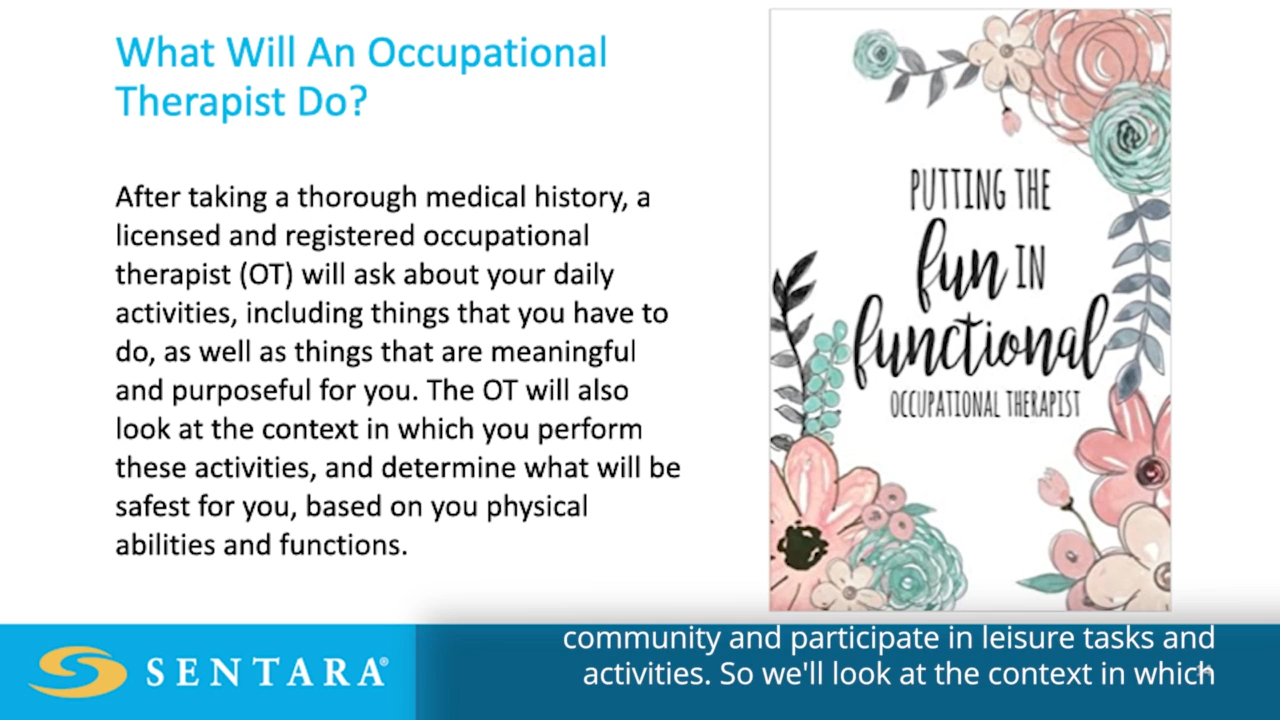 What Will An Occupational
Therapist Do?
After taking a thorough medical history, a
licensed and registered occupational
therapist (OT) will ask about your daily
activities, including things that you have to
do, as well as things that are meaningful
and purposeful for you. The OT will also
look at the context in which you perform
these activities, and determine what will be
safest for you, based on you physical
abilities and functions.
PUTTING THE
fun IN
functional
OCCUPATIONAL THERAPIST
community and participate in leisure tasks and
activities. So we'll look at the context in which
SENTARA®